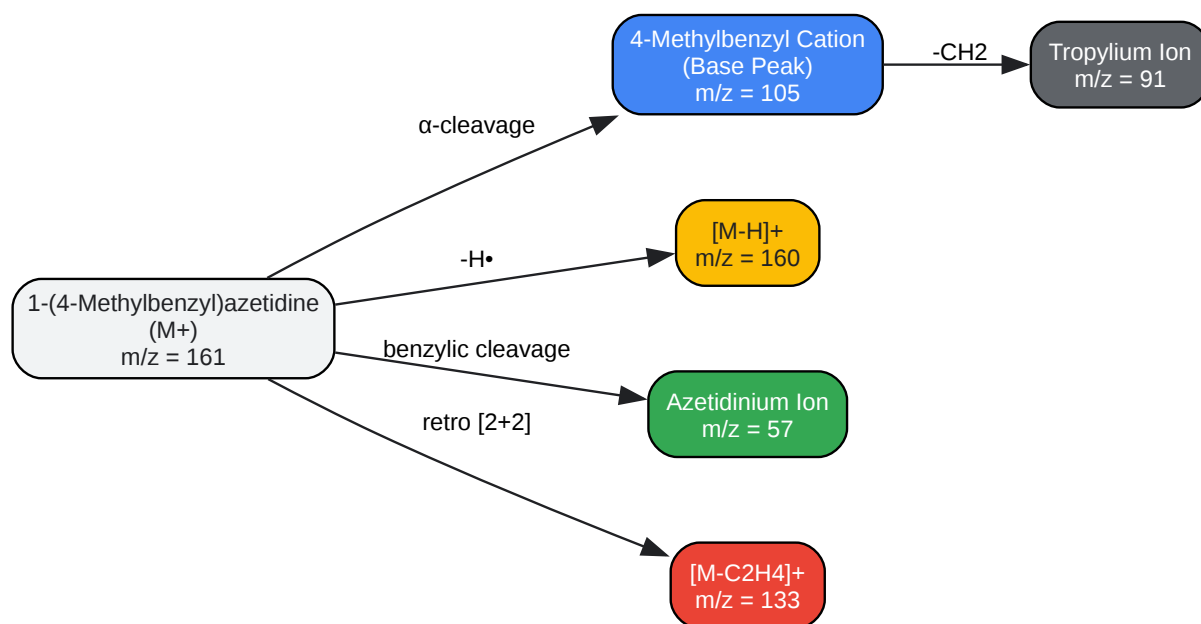 4-Methylbenzyl Cation
(Base Peak)
m/z = 105
-CH2
Tropylium Ion
m/z = 91
α-cleavage
[M-H]+
m/z = 160
-H•
1-(4-Methylbenzyl)azetidine
(M+)
m/z = 161
benzylic cleavage
Azetidinium Ion
m/z = 57
retro [2+2]
[M-C2H4]+
m/z = 133